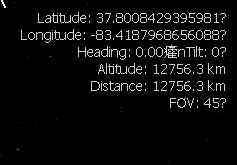 Latitude: 37.8008429395981?
Longitude: -83.4187968656088?
Heading: 0.00癯nTilt: 0?
Altitude: 12756.3 km
Distance: 12756.3 km
FOV: 45?